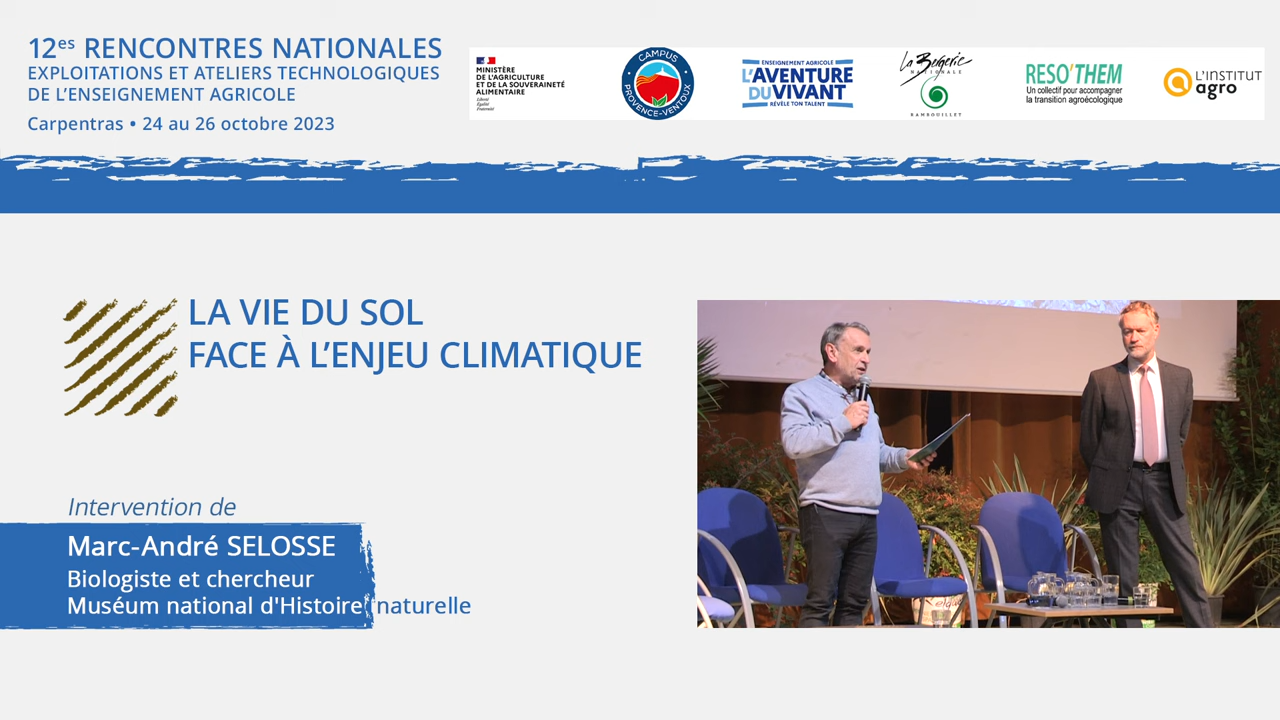 12es RENCONTRES NATIONALES
EXPLOITATIONS ET ATELIERS TECHNOLOGIQUES
DE L'ENSEIGNEMENT AGRICOLE
Carpentras • 24 au 26 octobre 2023
MINISTÈRE
DE L'AGRICULTURE
ET DE LA SOUVERAINETÉ
ALIMENTAIRE
Liberté
Égalité
Fraternité
CAMPUS
PROVENCE-VENTOUX
ENSEIGNEMENT AGRICOLE
L'AVENTURE
DU VIVANT
RÉVÈLE TON TALENT
La Bergerie
NATIONALE
RAMBOUILLET
RESO'THEM
Un collectif pour accompagner
la transition agroécologique
L'INSTITUT
agro
LA VIE DU SOL
FACE À L'ENJEU CLIMATIQUE
Intervention de
Marc-André SELOSSE
Biologiste et chercheur
Muséum national d'Histoire naturelle